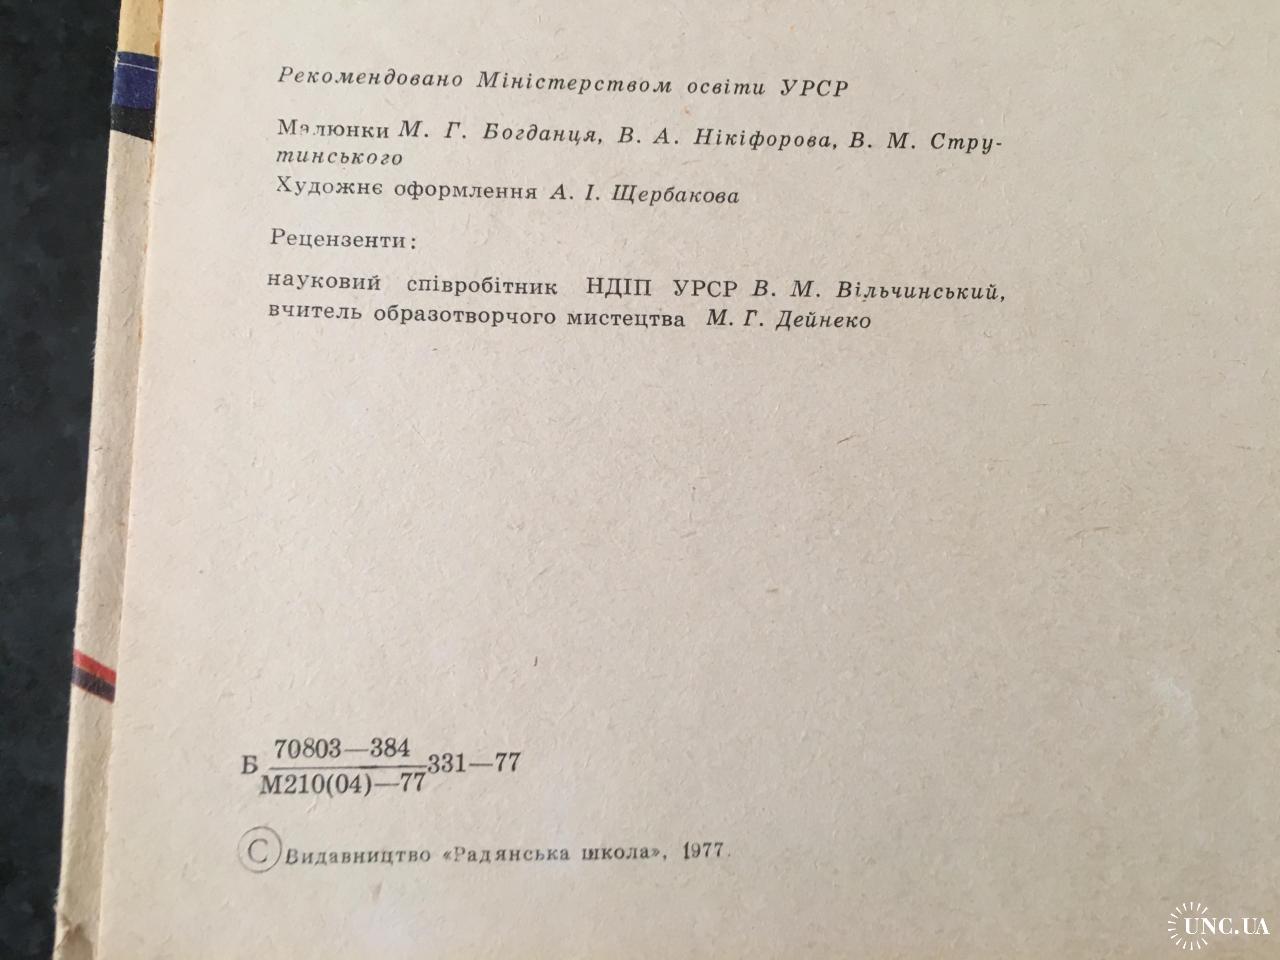 Рекомендовано Міністерством освіти УРСР
Малюнки М. Г. Богданця, В. А. Нікіфорова, В. М. Стру-
тинського
Художнє оформлення А. І. Щербакова
Рецензенти:
науковий співробітник НДІП УРСР В. М. Вільчинський,
вчитель образотворчого мистецтва М. Г. Дейнеко
70803—384
Б 331—77
М210(04)—77
© Видавництво «Радянська школа», 1977.
UNC.UA